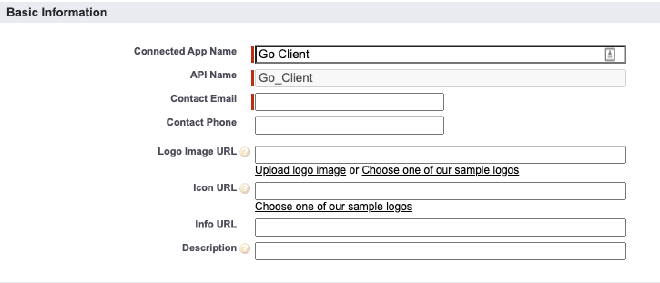 Basic Information
Connected App Name Go Client
API Name Go_Client
Contact Email
Contact Phone
Logo Image URL ?
Upload logo image or Choose one of our sample logos
Icon URL ?
Choose one of our sample logos
Info URL
Description ?